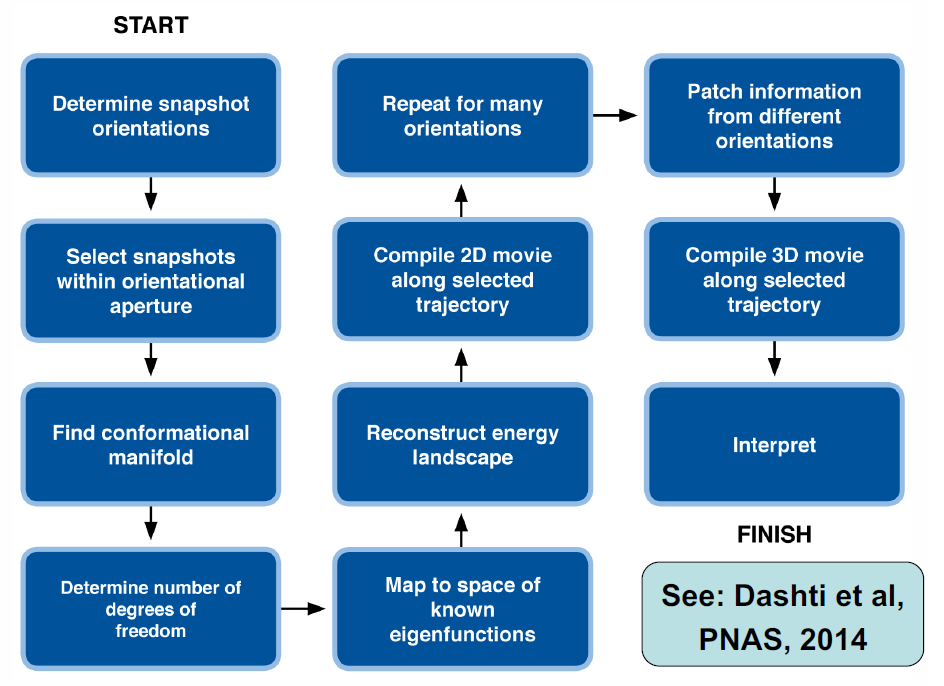 START
Determine snapshot
orientations
Select snapshots
within orientational
aperture
Find conformational
manifold
Determine number of
degrees of
freedom
Map to space of
known
eigenfunctions
Reconstruct energy
landscape
Compile 2D movie
along selected
trajectory
Repeat for many
orientations
Patch information
from different
orientations
Compile 3D movie
along selected
trajectory
Interpret
FINISH
See: Dashti et al,
PNAS, 2014